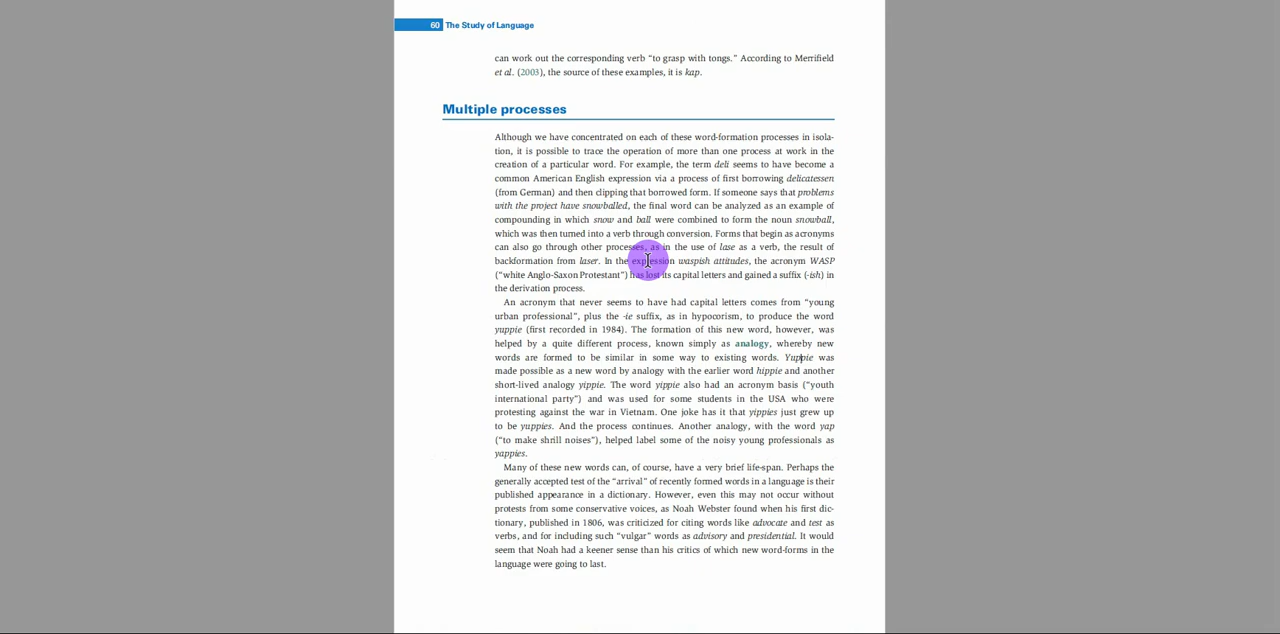 60 The Study of Language
can work out the corresponding verb “to grasp with tongs.” According to Merrifield
et al. (2003), the source of these examples, it is kap.
Multiple processes
Although we have concentrated on each of these word-formation processes in isola-
tion, it is possible to trace the operation of more than one process at work in the
creation of a particular word. For example, the term deli seems to have become a
common American English expression via a process of first borrowing delicatessen
(from German) and then clipping that borrowed form. If someone says that problems
with the project have snowballed, the final word can be analyzed as an example of
compounding in which snow and ball were combined to form the noun snowball,
which was then turned into a verb through conversion. Forms that begin as acronyms
can also go through other processes, as in the use of lase as a verb, the result of
backformation from laser. In the expression waspish attitudes, the acronym WASP
(“white Anglo-Saxon Protestant”) has lost its capital letters and gained a suffix (-ish) in
the derivation process.
An acronym that never seems to have had capital letters comes from “young
urban professional”, plus the -ie suffix, as in hypocorism, to produce the word
yuppie (first recorded in 1984). The formation of this new word, however, was
helped by a quite different process, known simply as analogy, whereby new
words are formed to be similar in some way to existing words. Yuppie was
made possible as a new word by analogy with the earlier word hippie and another
short-lived analogy yippie. The word yippie also had an acronym basis (“youth
international party”) and was used for some students in the USA who were
protesting against the war in Vietnam. One joke has it that yippies just grew up
to be yuppies. And the process continues. Another analogy, with the word yap
(“to make shrill noises”), helped label some of the noisy young professionals as
yappies.
Many of these new words can, of course, have a very brief life-span. Perhaps the
generally accepted test of the “arrival” of recently formed words in a language is their
published appearance in a dictionary. However, even this may not occur without
protests from some conservative voices, as Noah Webster found when his first dic-
tionary, published in 1806, was criticized for citing words like advocate and test as
verbs, and for including such “vulgar” words as advisory and presidential. It would
seem that Noah had a keener sense than his critics of which new word-forms in the
language were going to last.